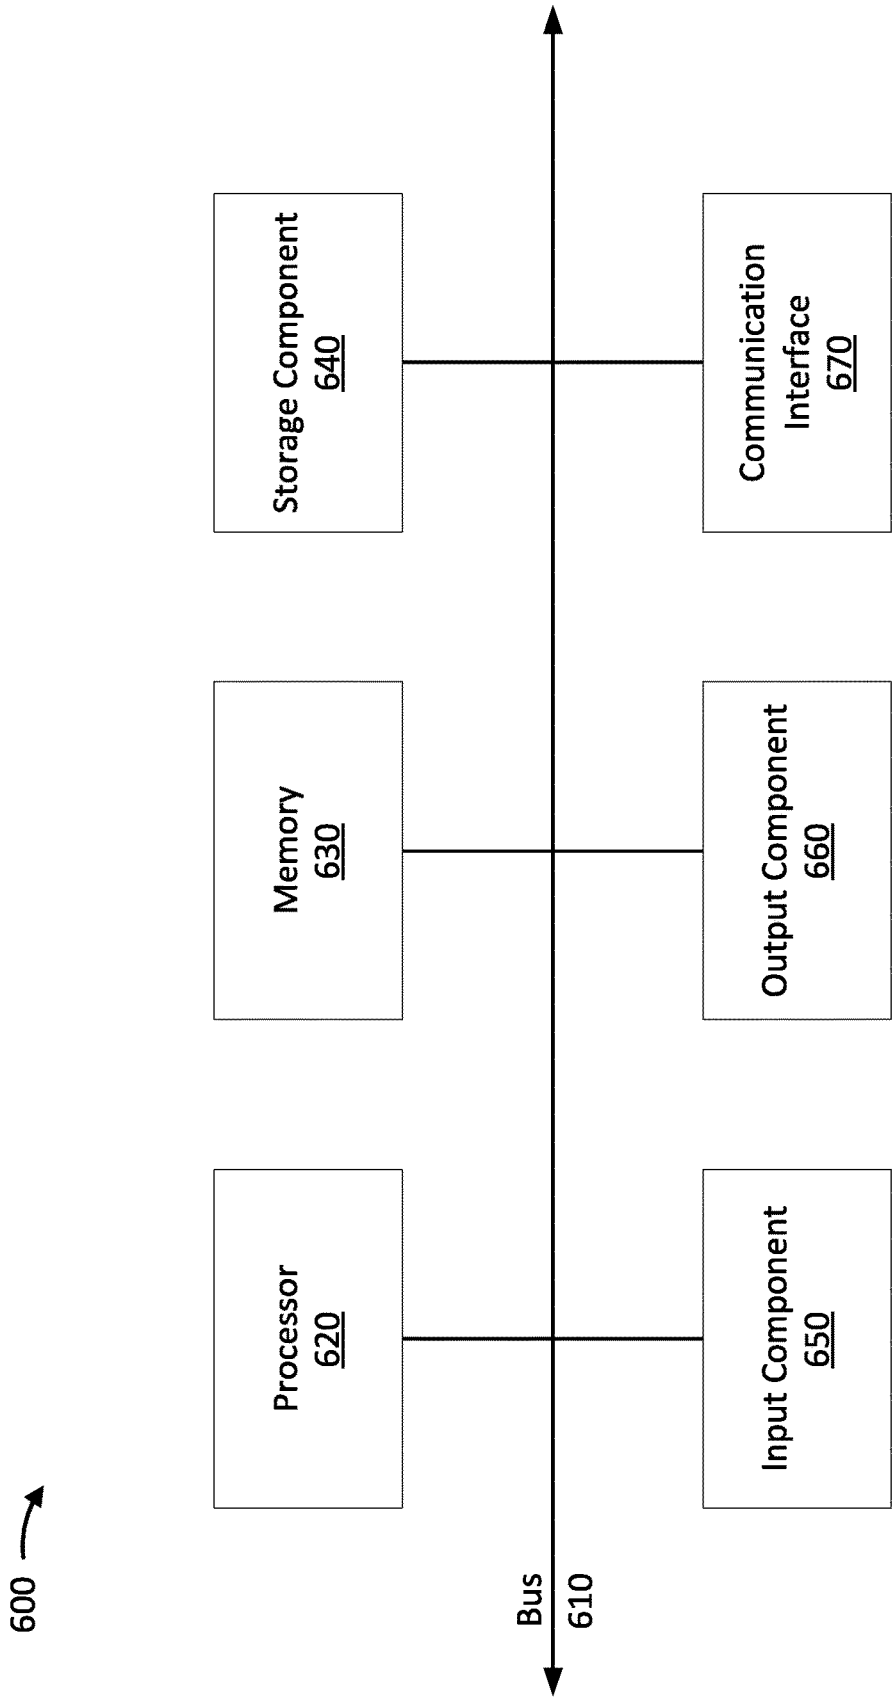 600
Processor
620
Memory
630
Storage Component
640
Bus
610
Input Component
650
Output Component
660
Communication
Interface
670